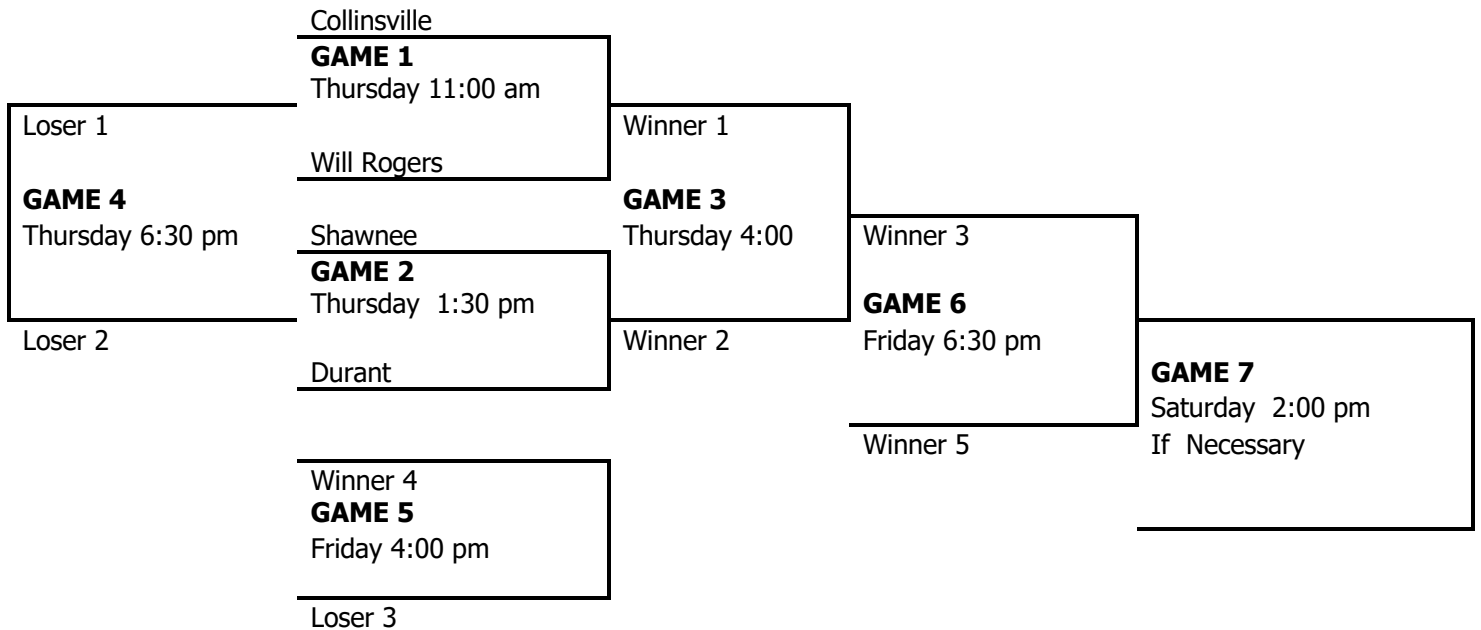 Collinsville
GAME 1
Thursday 11:00 am
Loser 1
Winner 1
Will Rogers
GAME 4
GAME 3
Thursday 6:30 pm
Shawnee
Thursday 4:00
Winner 3
GAME 2
Thursday  1:30 pm
GAME 6
Loser 2
Winner 2
Friday 6:30 pm
Durant
GAME 7
Saturday  2:00 pm
Winner 5
If  Necessary
Winner 4
GAME 5
Friday 4:00 pm
Loser 3